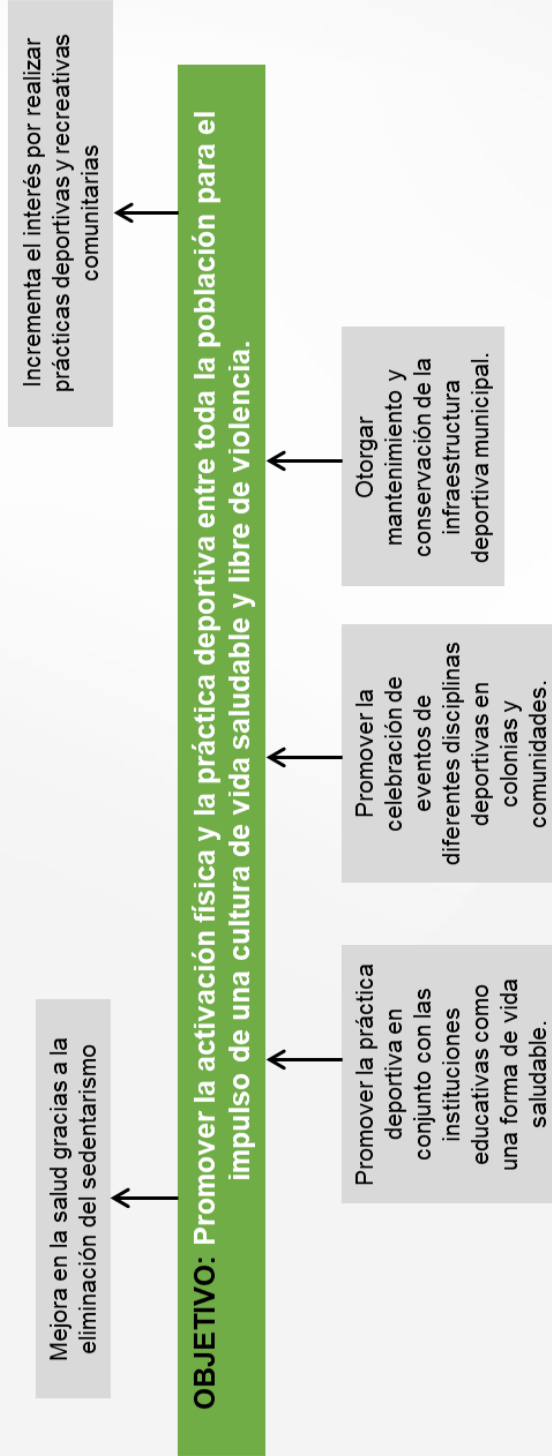 Mejora en la salud gracias a la
eliminación del sedentarismo
Incrementa el interés por realizar
prácticas deportivas y recreativas
comunitarias
OBJETIVO: Promover la activación física y la práctica deportiva entre toda la población para el
impulso de una cultura de vida saludable y libre de violencia.
Promover la práctica
deportiva en
conjunto con las
instituciones
educativas como
una forma de vida
saludable.
Promover la
celebración de
eventos de
diferentes disciplinas
deportivas en
colonias y
comunidades.
Otorgar
mantenimiento y
conservación de la
infraestructura
deportiva municipal.